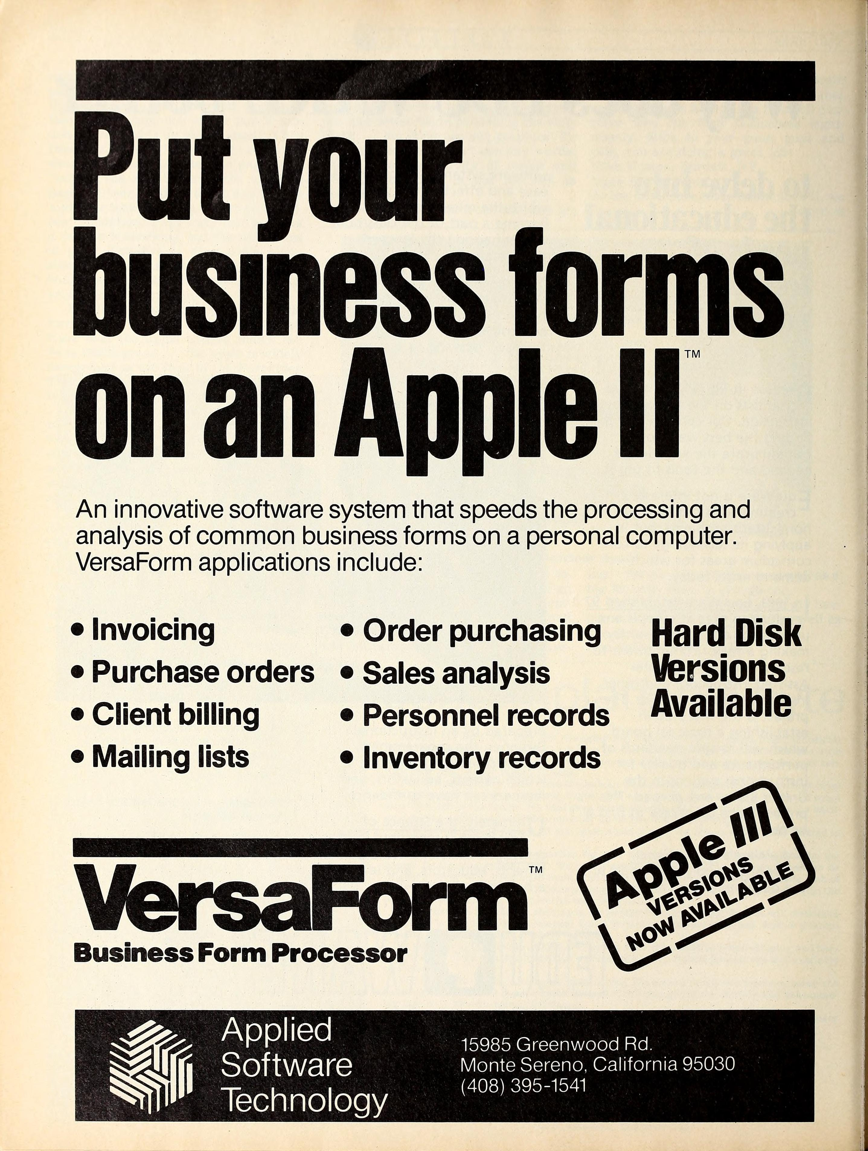 Put your
business forms
on an Apple II™
An innovative software system that speeds the processing and
analysis of common business forms on a personal computer.
VersaForm applications include:
• Invoicing
• Purchase orders
• Client billing
• Mailing lists
• Order purchasing
• Sales analysis
• Personnel records
• Inventory records
Hard Disk
Versions
Available
Apple III
VERSIONS
NOW AVAILABLE
VersaForm™
Business Form Processor
Applied
Software
Technology
15985 Greenwood Rd.
Monte Sereno, California 95030
(408) 395-1541